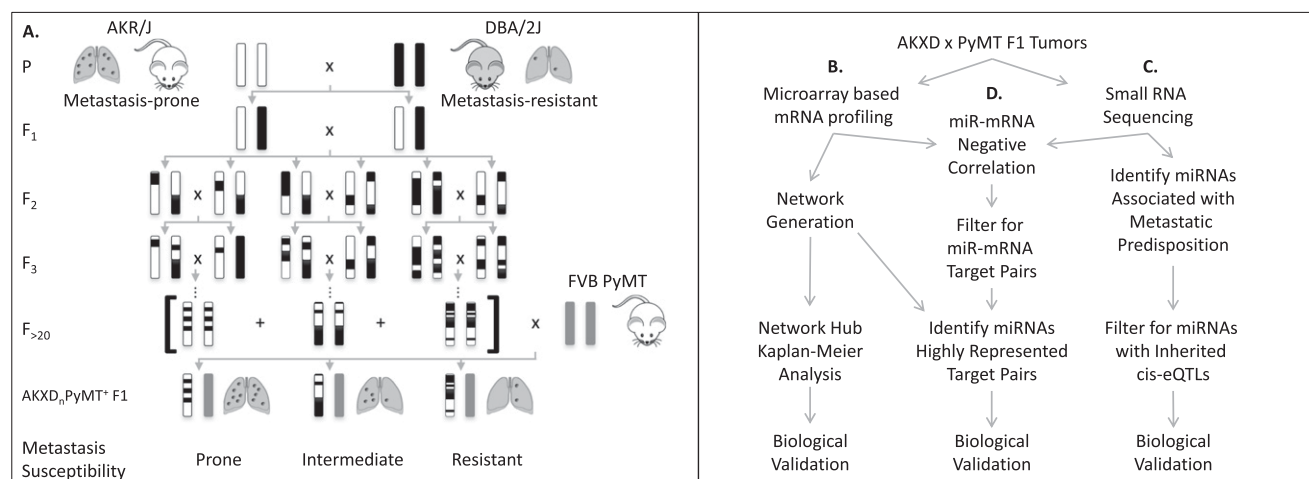 A.
AKR/J
DBA/2J
P
x
Metastasis-prone
Metastasis-resistant
F1
x
F2
x
x
x
F3
x
x
x
FVB PyMT
F>20
+
+
x
AKXDnPyMT+ F1
Metastasis
Susceptibility
Prone
Intermediate
Resistant
AKXD x PyMT F1 Tumors
B.
Microarray based
mRNA profiling
C.
Small RNA
Sequencing
D.
miR-mRNA
Negative
Correlation
Network
Generation
Filter for
miR-mRNA
Target Pairs
Identify miRNAs
Associated with
Metastatic
Predisposition
Network Hub
Kaplan-Meier
Analysis
Identify miRNAs
Highly Represented
Target Pairs
Filter for miRNAs
with Inherited
cis-eQTLs
Biological
Validation
Biological
Validation
Biological
Validation